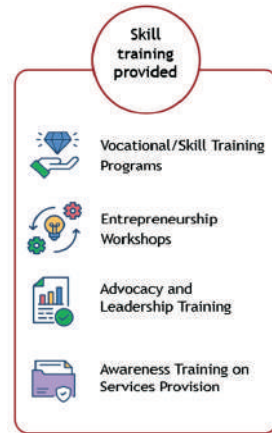 Skill
training
provided
Vocational/Skill Training
Programs
Entrepreneurship
Workshops
Advocacy and
Leadership Training
Awareness Training on
Services Provision